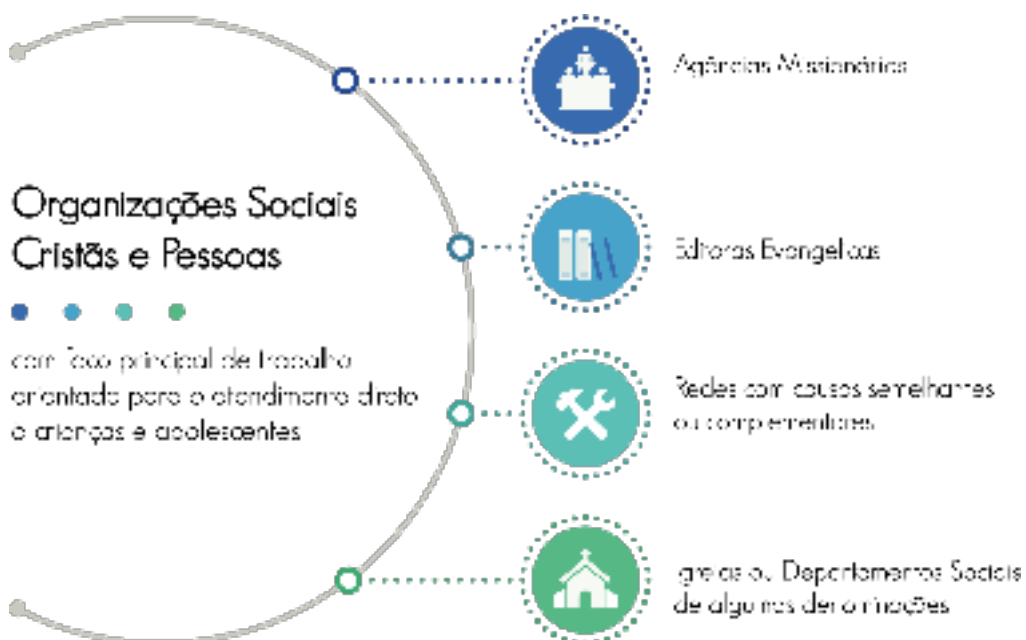 Agências Missionárias
Organizações Sociais
Cristãs e Pessoas
Editoras Evangélicas
com foco principal de trabalho
orientado para o atendimento direto
a crianças e adolescentes
Redes com causas semelhantes
ou complementares
Igrejas ou Departamentos Sociais
de algumas denominações